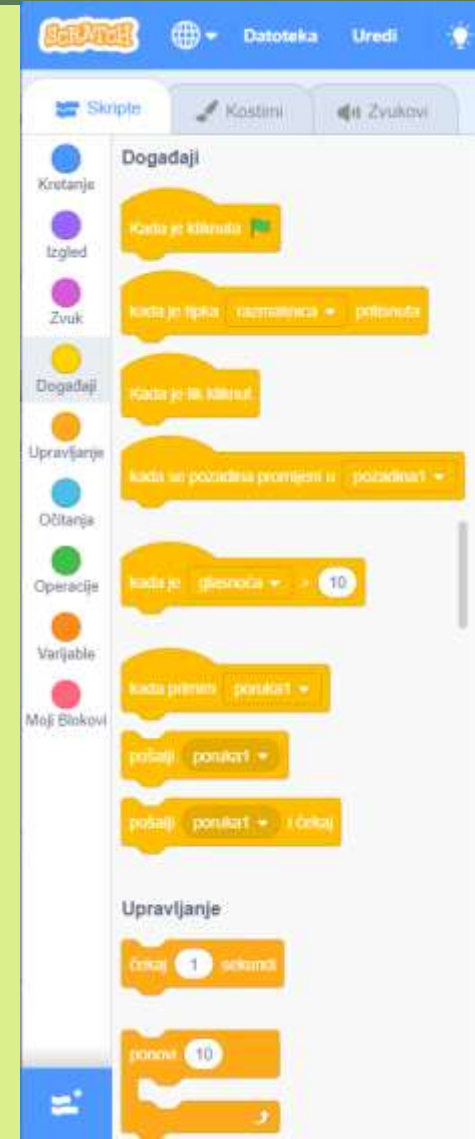 SCRATCH Datoteka Uredi
Skripte Kostimi Zvukovi
Kretanje
Izgled
Zvuk
Događaji
Upravljanje
Očitanja
Operacije
Varijable
Moji Blokovi
Događaji
Kada je kliknuta
kada je tipka razmaknica pritisnuta
Kada je lik kliknut
kada se pozadina promijeni u pozadina1
kada je glasnoća > 10
kada primim poruka1
pošalji poruka1
pošalji poruka1 i čekaj
Upravljanje
čekaj 1 sekundi
ponovi 10